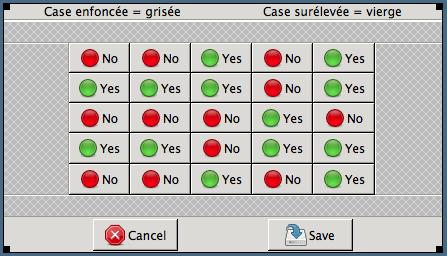 Case enfoncée = grisée Case surélevée = vierge
No No Yes No Yes
Yes Yes Yes No Yes
No No No Yes No
Yes Yes No Yes Yes
No No Yes No Yes
Cancel Save